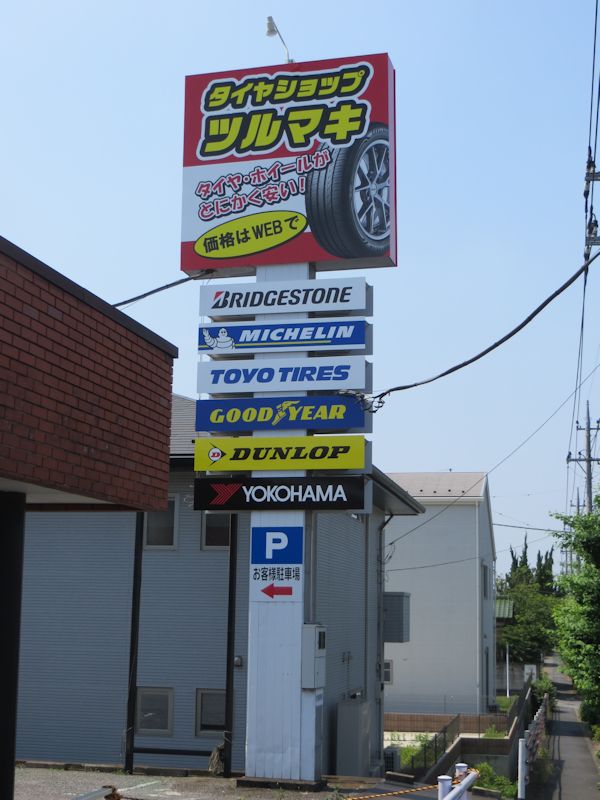 タイヤショップ
ツルマキ
タイヤ・ホイールが
とにかく安い!
価格はWEBで
BRIDGESTONE
MICHELIN
TOYO TIRES
GOODYEAR
DUNLOP
YOKOHAMA
P
お客様駐車場